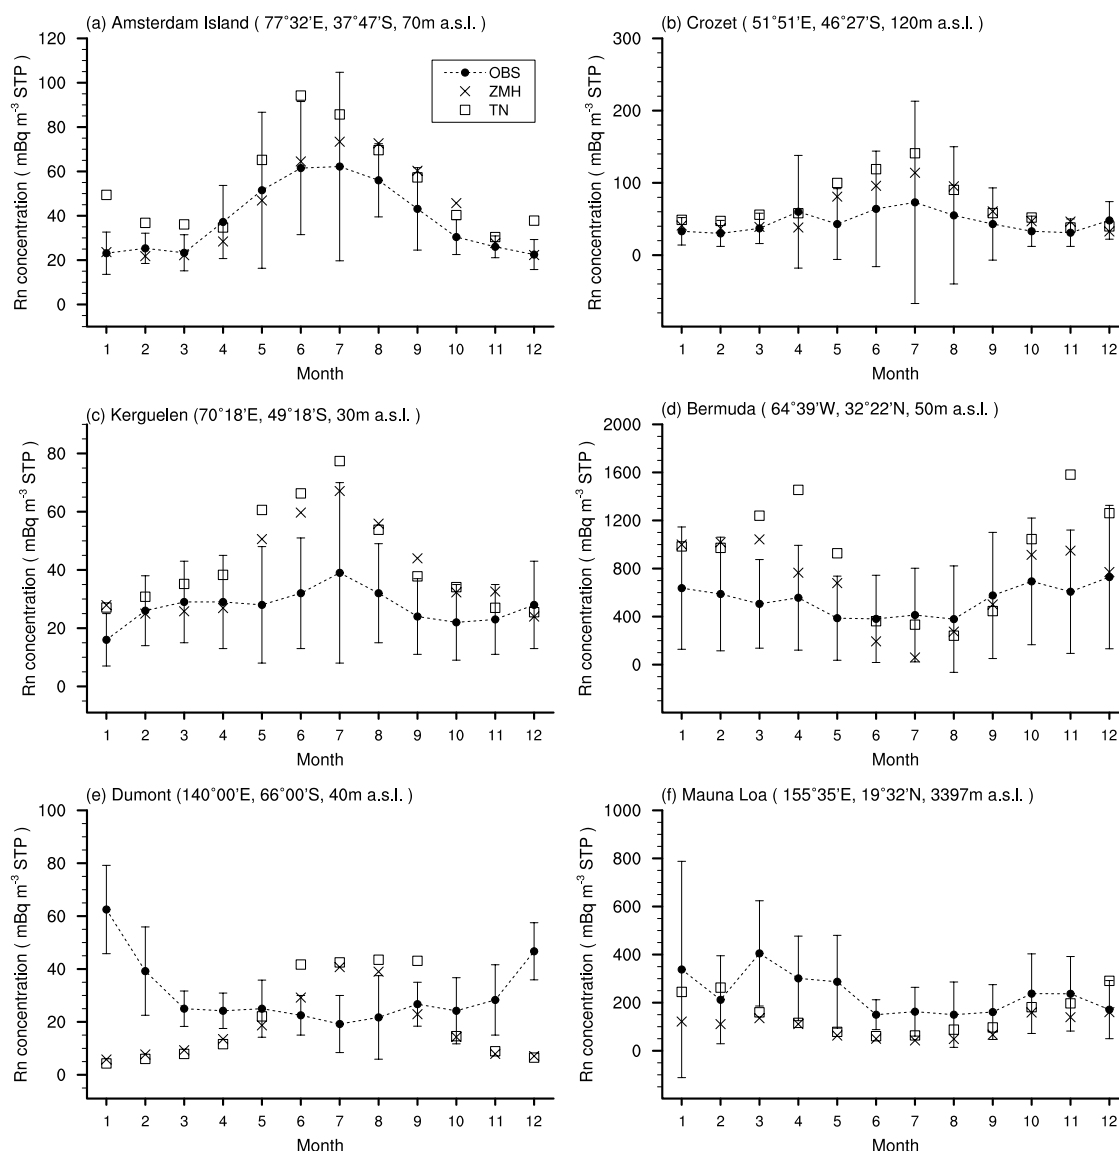 (a) Amsterdam Island ( 77°32'E, 37°47'S, 70m a.s.l. )
Rn concentration ( mBq m⁻³ STP )
120
100
80
60
40
20
0
OBS
ZMH
TN
1 2 3 4 5 6 7 8 9 10 11 12
Month
(b) Crozet ( 51°51'E, 46°27'S, 120m a.s.l. )
Rn concentration ( mBq m⁻³ STP )
300
200
100
0
1 2 3 4 5 6 7 8 9 10 11 12
Month
(c) Kerguelen (70°18'E, 49°18'S, 30m a.s.l. )
Rn concentration ( mBq m⁻³ STP )
80
60
40
20
0
1 2 3 4 5 6 7 8 9 10 11 12
Month
(d) Bermuda ( 64°39'W, 32°22'N, 50m a.s.l. )
Rn concentration ( mBq m⁻³ STP )
2000
1600
1200
800
400
0
1 2 3 4 5 6 7 8 9 10 11 12
Month
(e) Dumont (140°00'E, 66°00'S, 40m a.s.l. )
Rn concentration ( mBq m⁻³ STP )
100
80
60
40
20
0
1 2 3 4 5 6 7 8 9 10 11 12
Month
(f) Mauna Loa ( 155°35'E, 19°32'N, 3397m a.s.l. )
Rn concentration ( mBq m⁻³ STP )
1000
800
600
400
200
0
1 2 3 4 5 6 7 8 9 10 11 12
Month